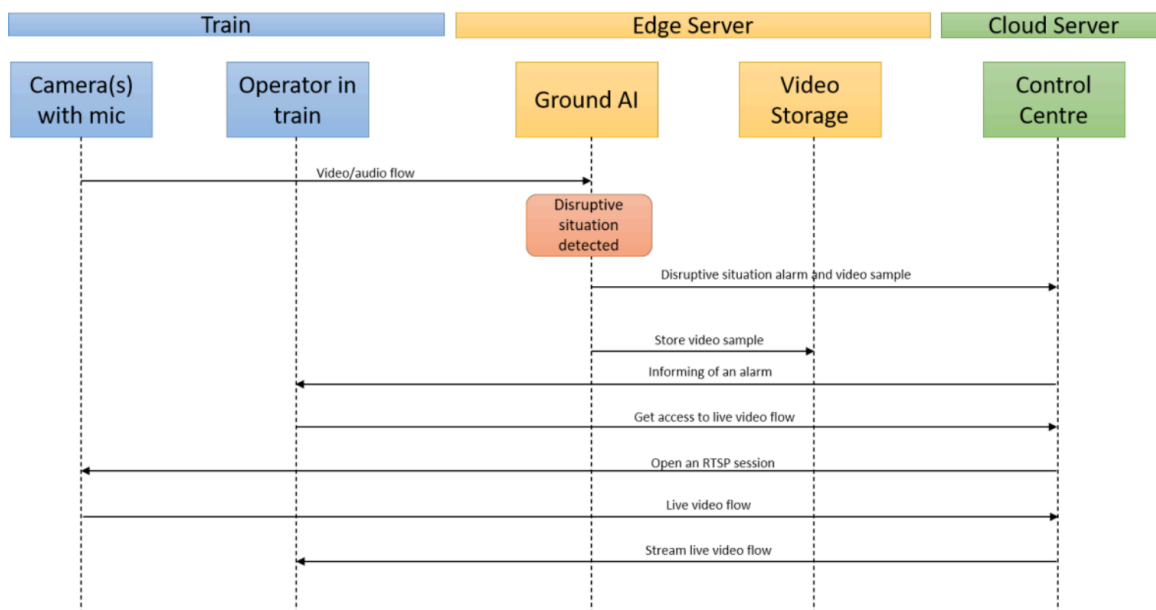 Train
Edge Server
Cloud Server
Camera(s)
with mic
Operator in
train
Ground AI
Video
Storage
Control
Centre
Video/audio flow
Disruptive
situation
detected
Disruptive situation alarm and video sample
Store video sample
Informing of an alarm
Get access to live video flow
Open an RTSP session
Live video flow
Stream live video flow